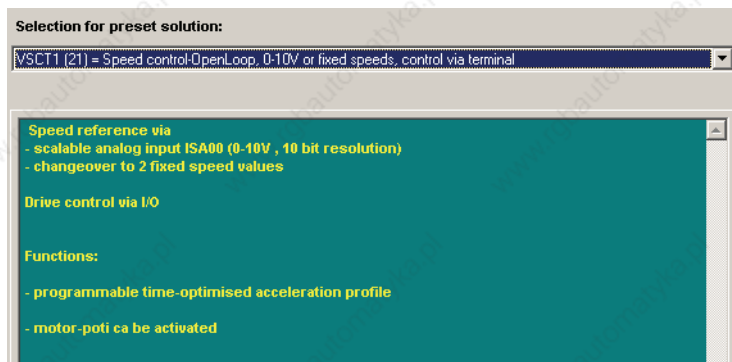 Selection for preset solution:
VSCT1 (21) = Speed control-OpenLoop, 0-10V or fixed speeds, control via terminal
Speed reference via
- scalable analog input ISA00 (0-10V , 10 bit resolution)
- changeover to 2 fixed speed values
Drive control via I/O
Functions:
- programmable time-optimised acceleration profile
- motor-poti ca be activated